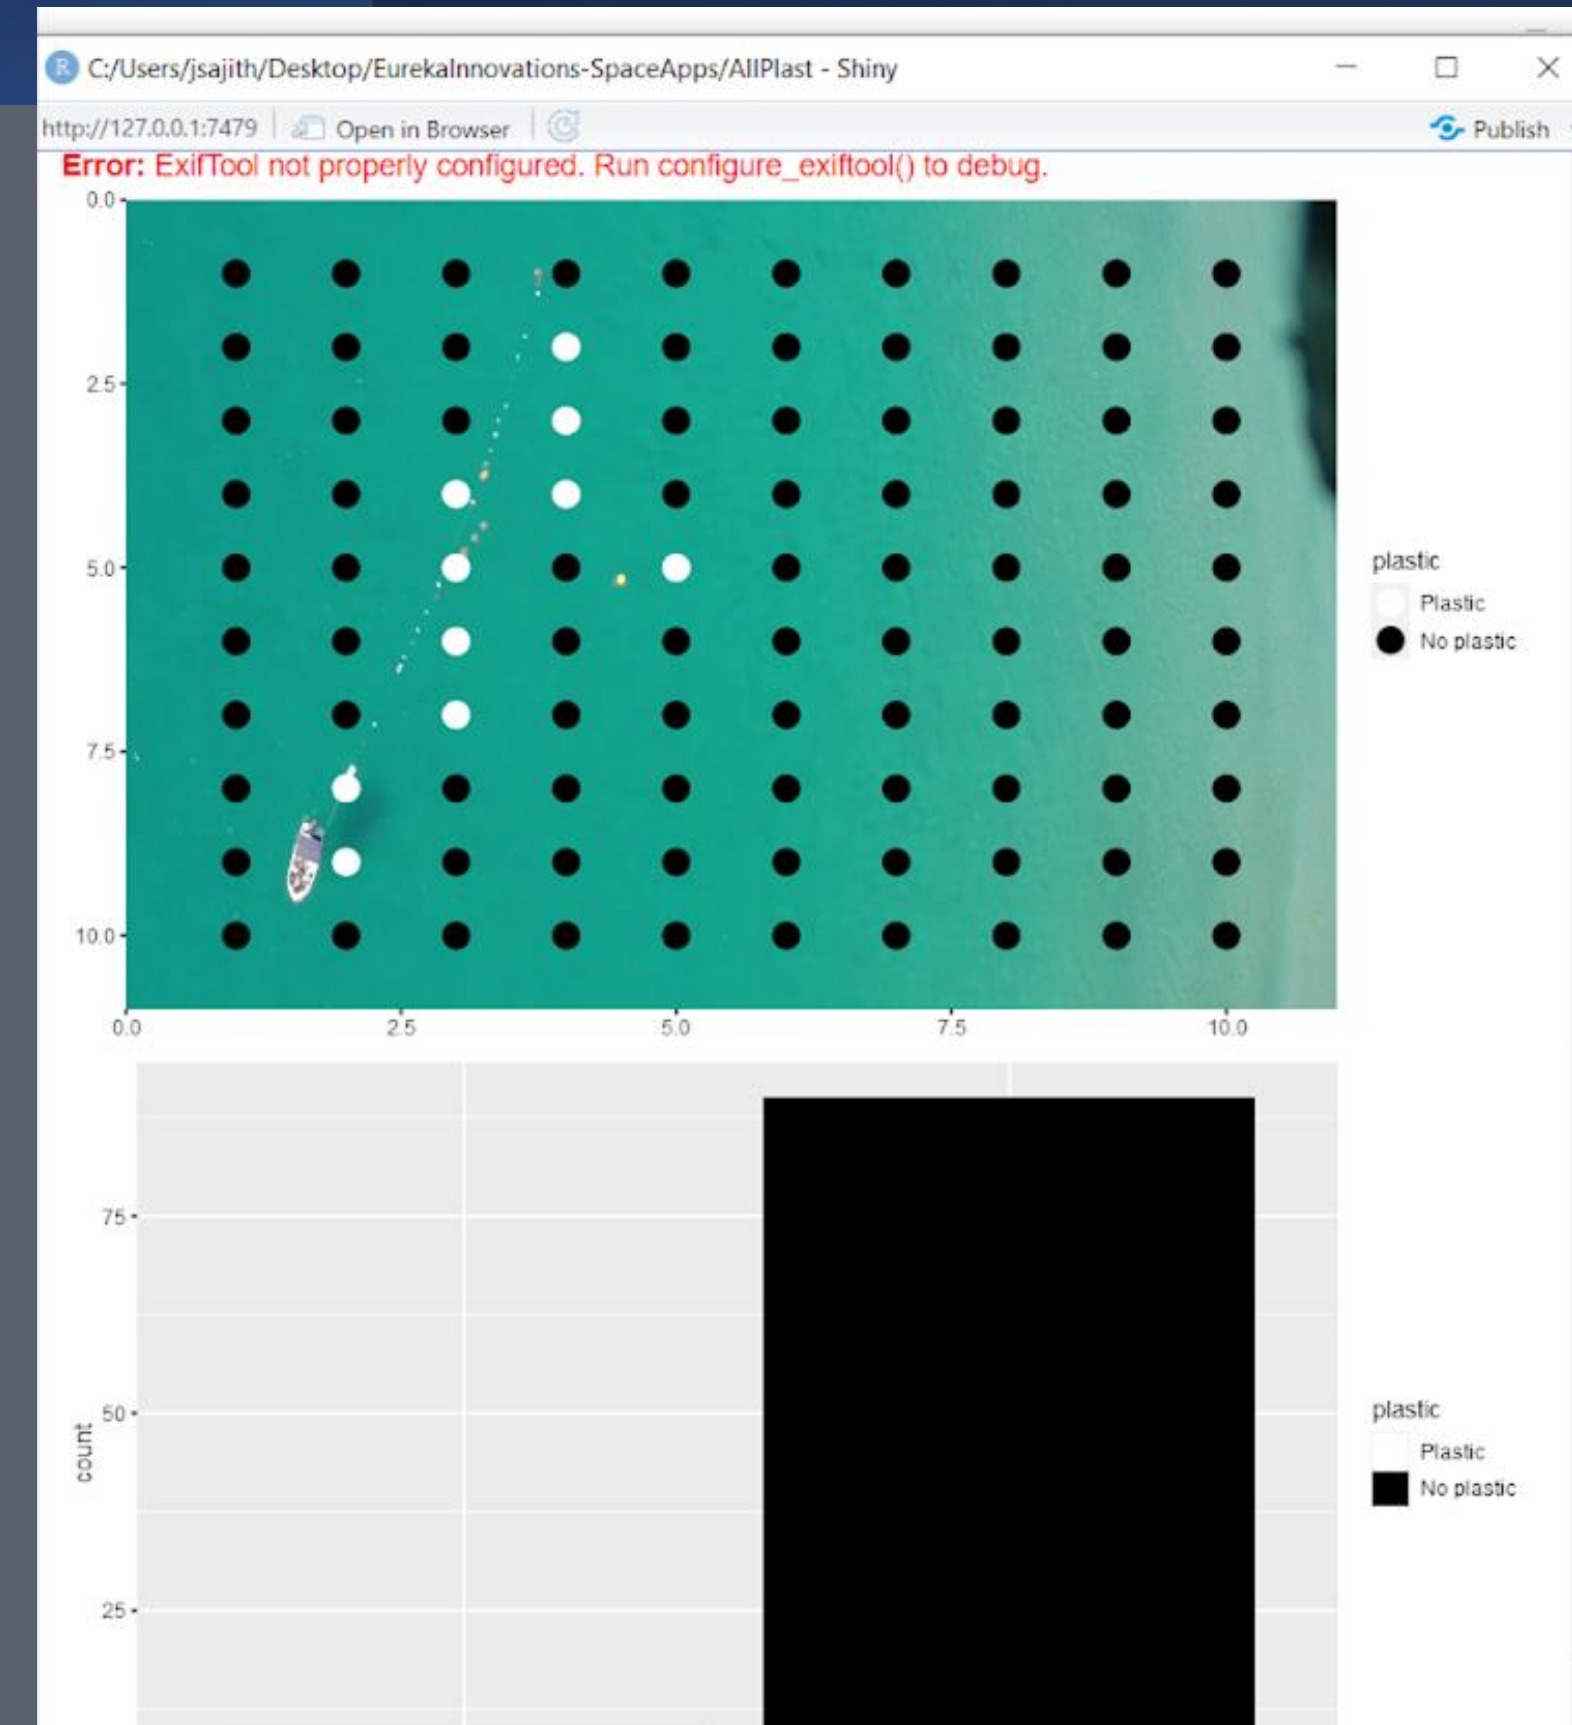 C:/Users/jsajith/Desktop/EurekaInnovations-SpaceApps/AllPlast - Shiny
http://127.0.0.1:7479 Open in Browser Publish
Error: ExifTool not properly configured. Run configure_exiftool() to debug.
0.0
2.5
5.0
7.5
10.0
0.0 2.5 5.0 7.5 10.0
plastic
Plastic
No plastic
75
50
25
count
plastic
Plastic
No plastic